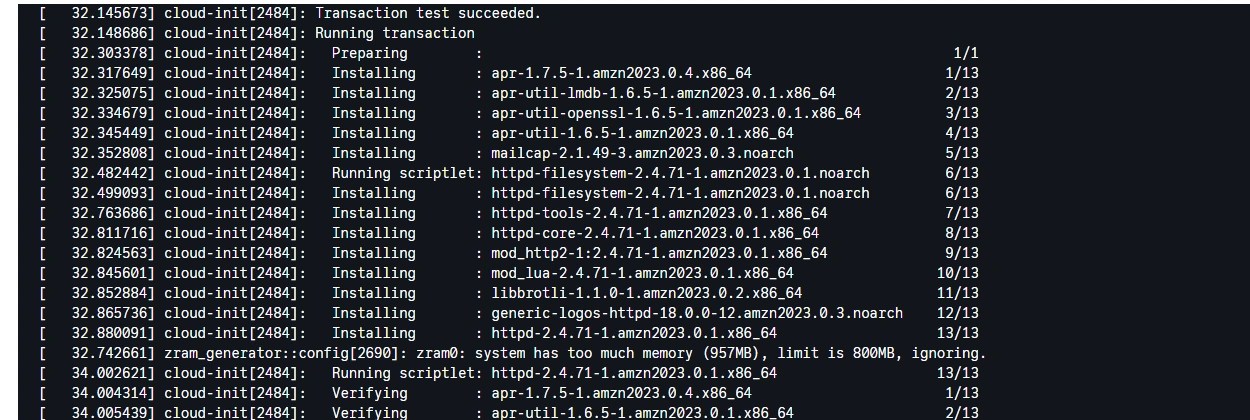 [   32.145673] cloud-init[2484]: Transaction test succeeded.
[   32.148686] cloud-init[2484]: Running transaction
[   32.303378] cloud-init[2484]:   Preparing        :                                                        1/1
[   32.317649] cloud-init[2484]:   Installing       : apr-1.7.5-1.amzn2023.0.4.x86_64                       1/13
[   32.325075] cloud-init[2484]:   Installing       : apr-util-lmdb-1.6.5-1.amzn2023.0.1.x86_64             2/13
[   32.334679] cloud-init[2484]:   Installing       : apr-util-openssl-1.6.5-1.amzn2023.0.1.x86_64          3/13
[   32.345449] cloud-init[2484]:   Installing       : apr-util-1.6.5-1.amzn2023.0.1.x86_64                  4/13
[   32.352808] cloud-init[2484]:   Installing       : mailcap-2.1.49-3.amzn2023.0.3.noarch                  5/13
[   32.482442] cloud-init[2484]:   Running scriptlet: httpd-filesystem-2.4.71-1.amzn2023.0.1.noarch         6/13
[   32.499093] cloud-init[2484]:   Installing       : httpd-filesystem-2.4.71-1.amzn2023.0.1.noarch         6/13
[   32.763686] cloud-init[2484]:   Installing       : httpd-tools-2.4.71-1.amzn2023.0.1.x86_64              7/13
[   32.811716] cloud-init[2484]:   Installing       : httpd-core-2.4.71-1.amzn2023.0.1.x86_64               8/13
[   32.824563] cloud-init[2484]:   Installing       : mod_http2-1:2.4.71-1.amzn2023.0.1.x86_64              9/13
[   32.845601] cloud-init[2484]:   Installing       : mod_lua-2.4.71-1.amzn2023.0.1.x86_64                 10/13
[   32.852884] cloud-init[2484]:   Installing       : libbrotli-1.1.0-1.amzn2023.0.2.x86_64                11/13
[   32.865736] cloud-init[2484]:   Installing       : generic-logos-httpd-18.0.0-12.amzn2023.0.3.noarch    12/13
[   32.880091] cloud-init[2484]:   Installing       : httpd-2.4.71-1.amzn2023.0.1.x86_64                   13/13
[   32.742661] zram_generator::config[2690]: zram0: system has too much memory (957MB), limit is 800MB, ignoring.
[   34.002621] cloud-init[2484]:   Running scriptlet: httpd-2.4.71-1.amzn2023.0.1.x86_64                   13/13
[   34.004314] cloud-init[2484]:   Verifying        : apr-1.7.5-1.amzn2023.0.4.x86_64                       1/13
[   34.005439] cloud-init[2484]:   Verifying        : apr-util-1.6.5-1.amzn2023.0.1.x86_64                  2/13